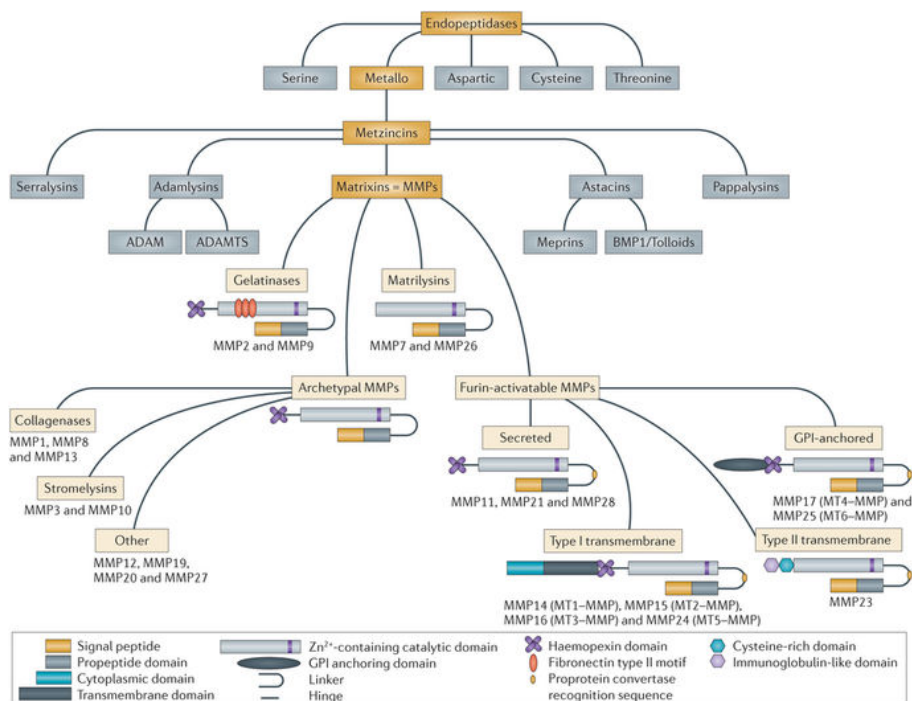 Endopeptidases
Serine
Metallo
Aspartic
Cysteine
Threonine
Metzincins
Serralysins
Adamlysins
Matrixins = MMPs
Astacins
Pappalysins
ADAM
ADAMTS
Meprins
BMP1/Tolloids
Gelatinases
Matrilysins
MMP2 and MMP9
MMP7 and MMP26
Archetypal MMPs
Furin-activatable MMPs
Collagenases
MMP1, MMP8
and MMP13
Secreted
GPI-anchored
Stromelysins
MMP3 and MMP10
MMP11, MMP21 and MMP28
MMP17 (MT4–MMP) and
MMP25 (MT6–MMP)
Other
MMP12, MMP19,
MMP20 and MMP27
Type I transmembrane
Type II transmembrane
MMP14 (MT1–MMP), MMP15 (MT2–MMP),
MMP16 (MT3–MMP) and MMP24 (MT5–MMP)
MMP23
Signal peptide
Propeptide domain
Cytoplasmic domain
Transmembrane domain
Zn2+-containing catalytic domain
GPI anchoring domain
Linker
Hinge
Haemopexin domain
Fibronectin type II motif
Proprotein convertase
recognition sequence
Cysteine-rich domain
Immunoglobulin-like domain